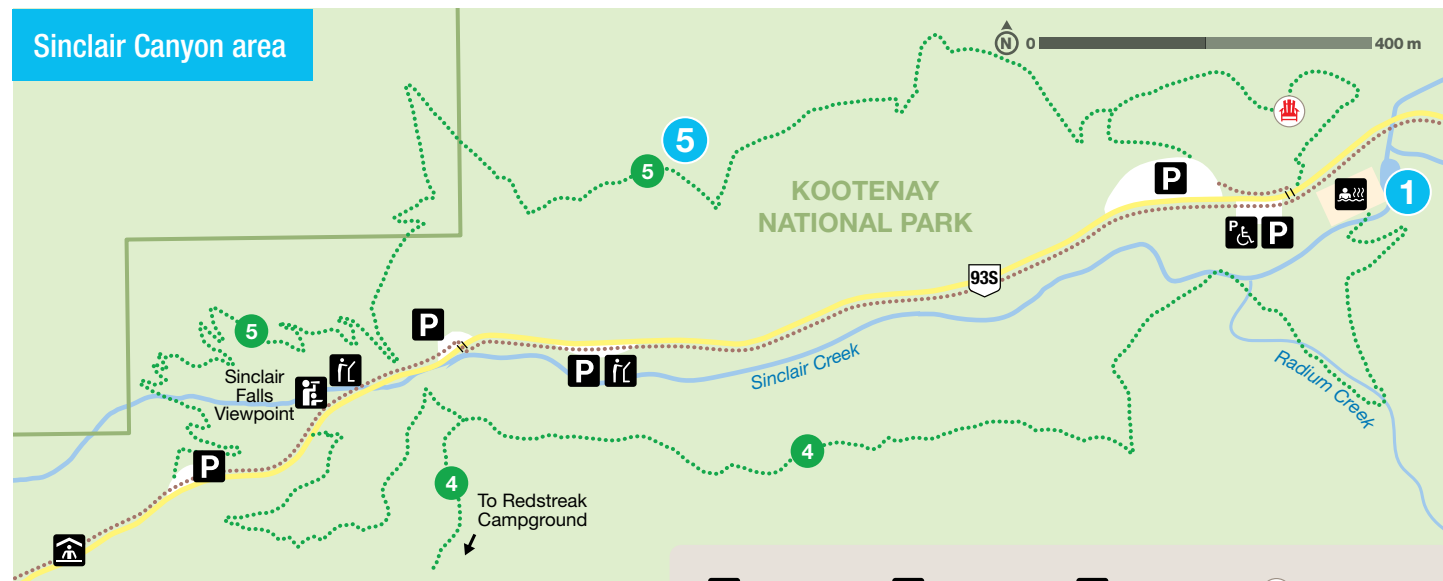 Sinclair Canyon area
N
0
400 m
5
5
KOOTENAY
NATIONAL PARK
P
1
P
P
93S
5
P
Sinclair
Falls
Viewpoint
P
Sinclair Creek
Radium Creek
4
P
4
To Redstreak
Campground